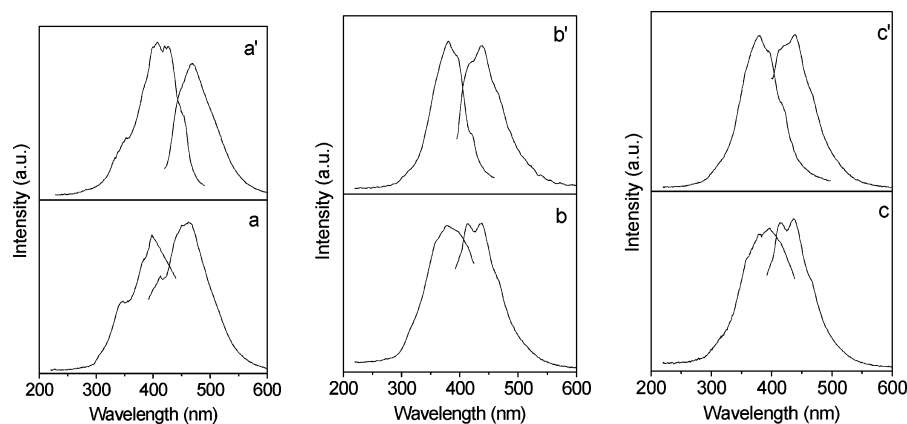 a'
a
Intensity (a.u.)
200 300 400 500 600
Wavelength (nm)
b'
b
Intensity (a.u.)
200 300 400 500 600
Wavelength (nm)
c'
c
Intensity (a.u.)
200 300 400 500 600
Wavelength (nm)